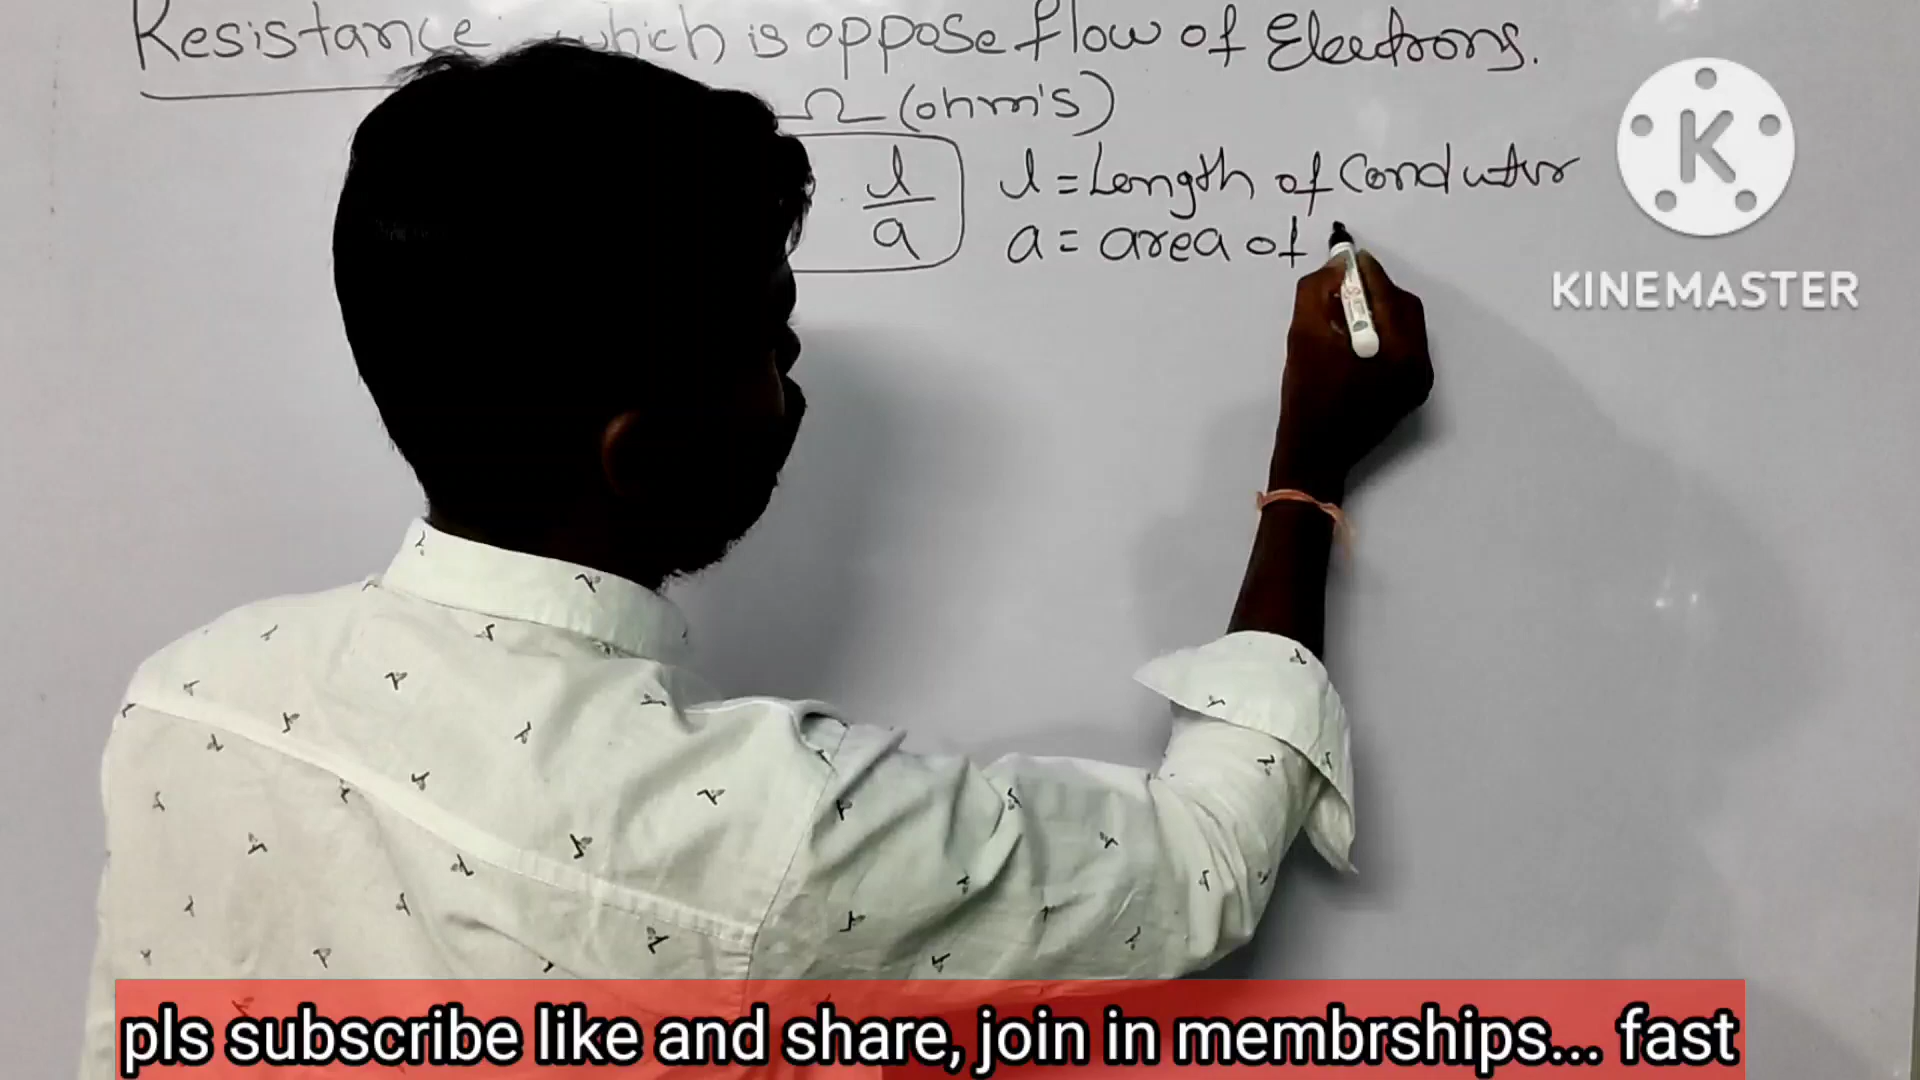 Resistance which is oppose flow of Electrons.
Ω (ohm's)
l l = Length of Conductor
a a = area of
K
KINEMASTER
pls subscribe like and share, join in membrships... fast